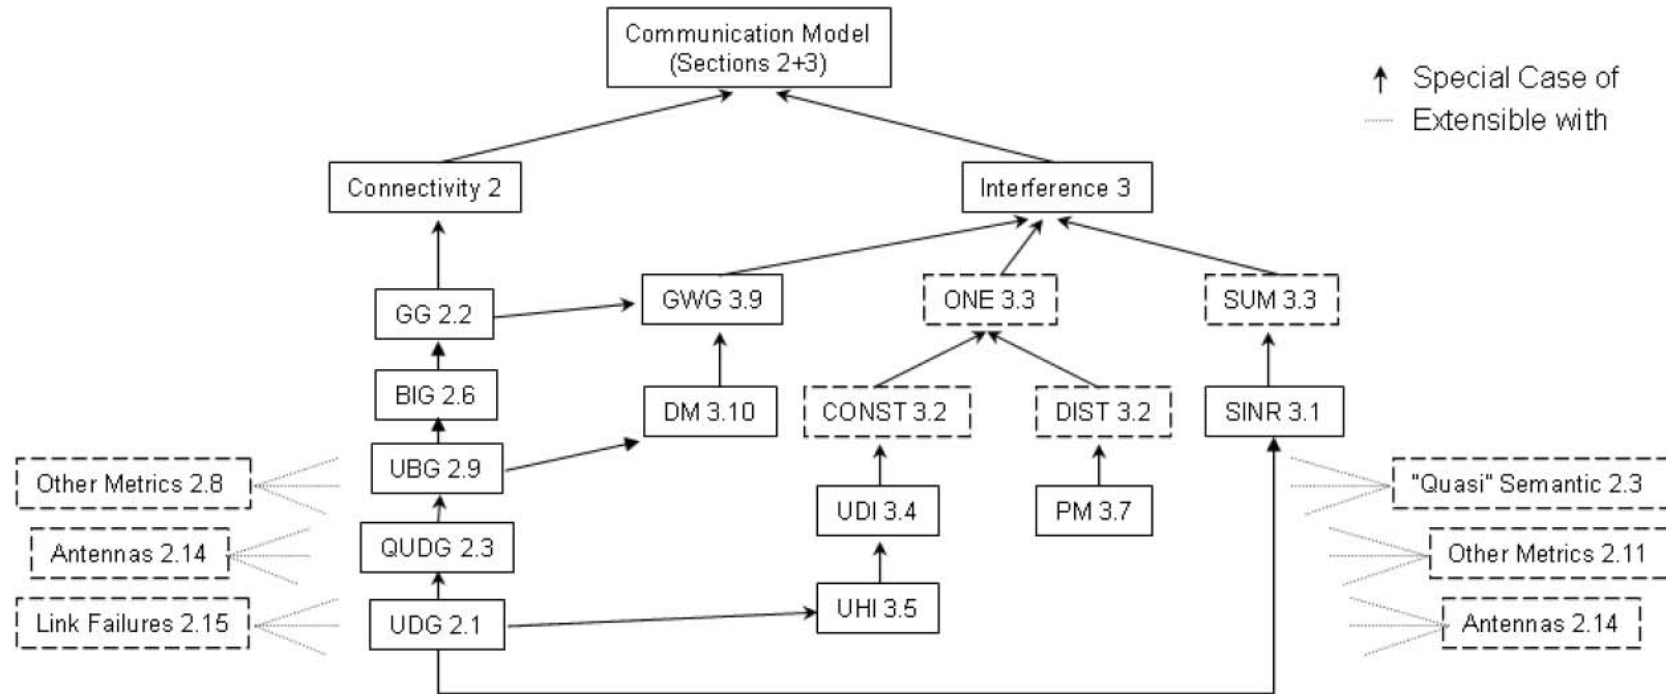 Communication Model
(Sections 2+3)
Special Case of
Extensible with
Connectivity 2
Interference 3
GG 2.2
GWG 3.9
ONE 3.3
SUM 3.3
BIG 2.6
DM 3.10
CONST 3.2
DIST 3.2
SINR 3.1
Other Metrics 2.8
UBG 2.9
UDI 3.4
PM 3.7
"Quasi" Semantic 2.3
Antennas 2.14
QUDG 2.3
Other Metrics 2.11
Link Failures 2.15
UDG 2.1
UHI 3.5
Antennas 2.14